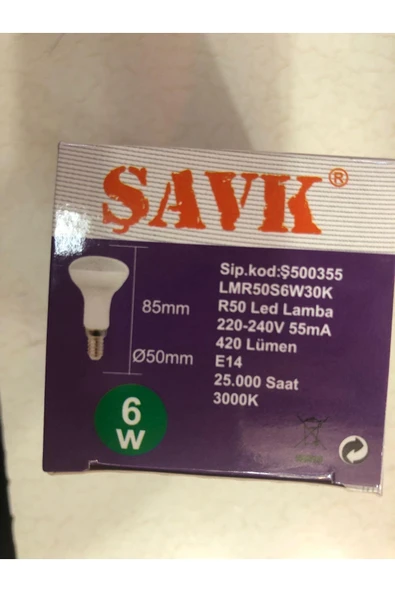 ŞAVK®
85mm
Ø50mm
6
W
Sip.kod:Ş500355
LMR50S6W30K
R50 Led Lamba
220-240V 55mA
420 Lümen
E14
25.000 Saat
3000K